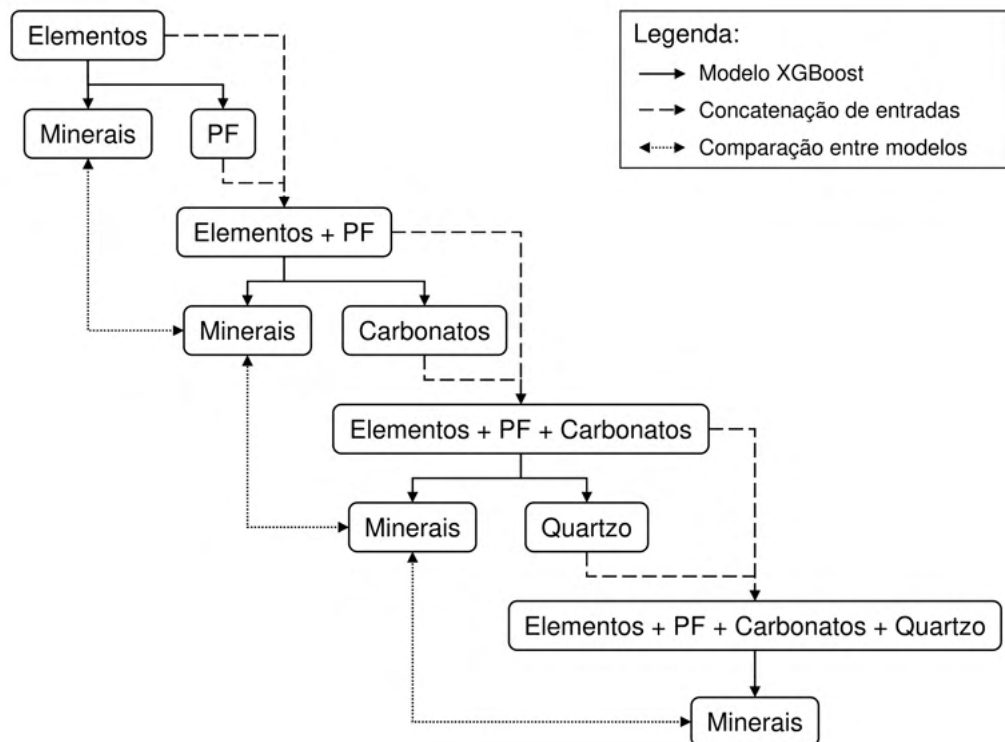 Elementos
Legenda:
Modelo XGBoost
Concatenação de entradas
Comparação entre modelos
Minerais
PF
Elementos + PF
Minerais
Carbonatos
Elementos + PF + Carbonatos
Minerais
Quartzo
Elementos + PF + Carbonatos + Quartzo
Minerais